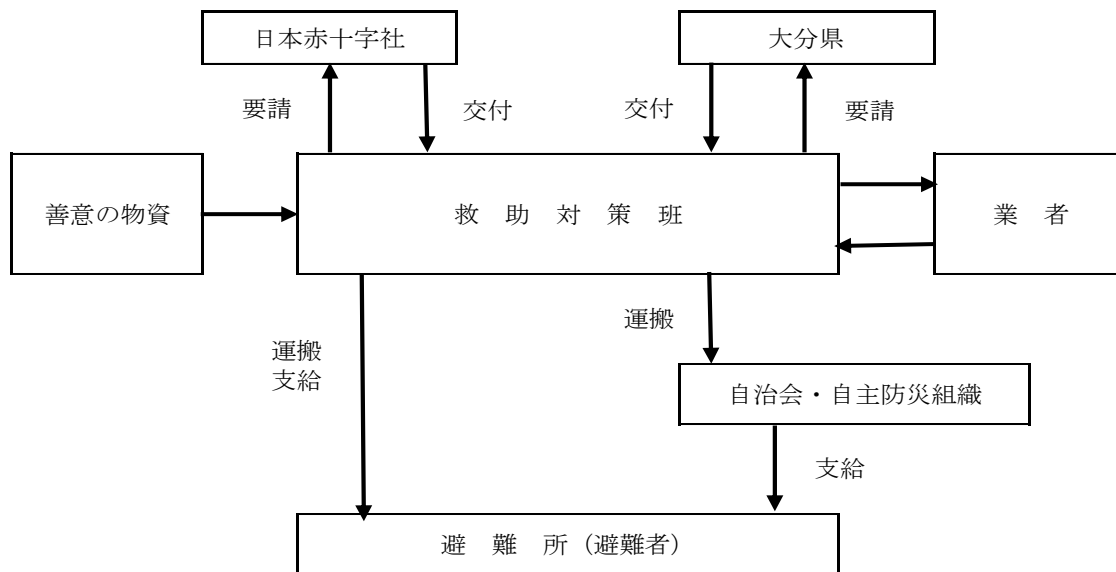 日本赤十字社
大分県
要請
交付
交付
要請
善意の物資
救 助 対 策 班
業 者
運搬
支給
運搬
自治会・自主防災組織
支給
避 難 所（避難者）